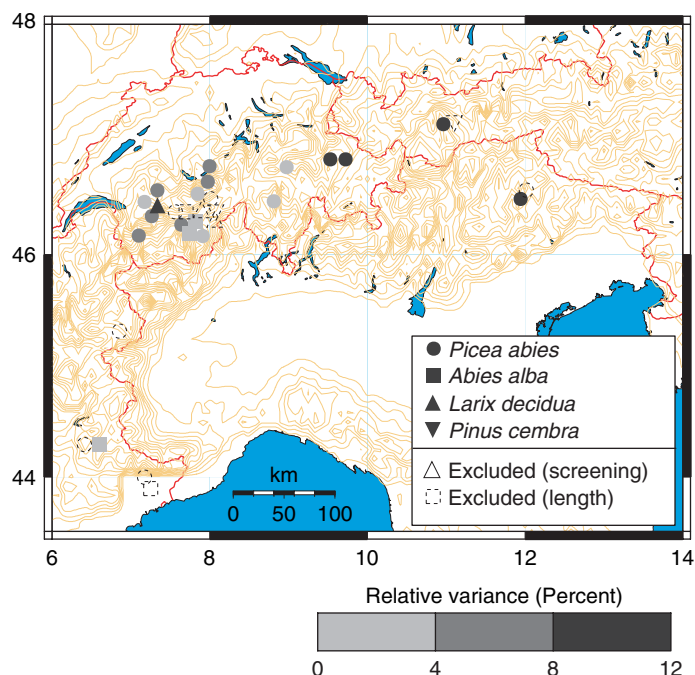 48
46
44
6
8
10
12
14
km
0 50 100
Picea abies
Abies alba
Larix decidua
Pinus cembra
Excluded (screening)
Excluded (length)
Relative variance (Percent)
0 4 8 12